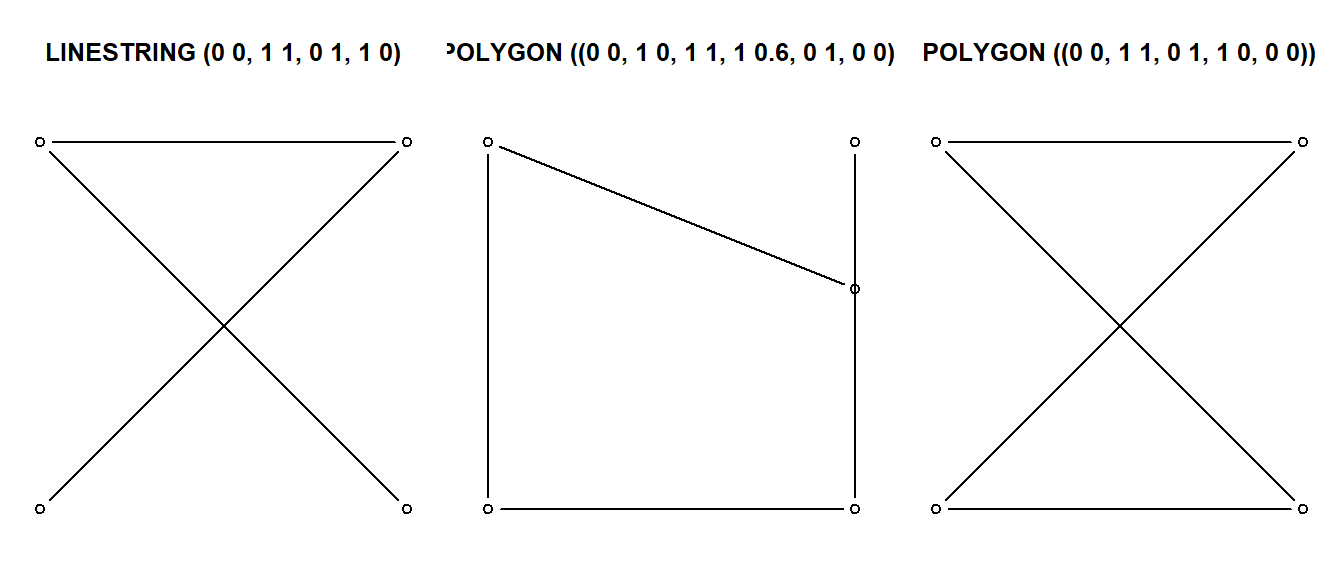 LINESTRING (0 0, 1 1, 0 1, 1 0)
POLYGON ((0 0, 1 0, 1 1, 1 0.6, 0 1, 0 0)
POLYGON ((0 0, 1 1, 0 1, 1 0, 0 0))